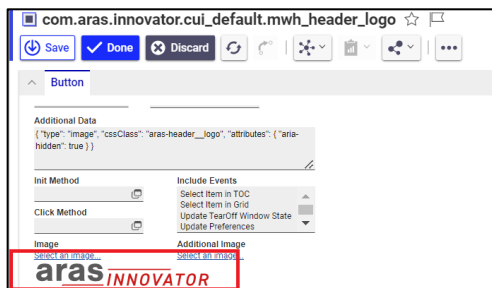 com.aras.innovator.cui_default.mwh_header_logo
Save Done Discard
Button
Additional Data
{ "type": "image", "cssClass": "aras-header__logo", "attributes": { "aria-
hidden": true } }
Init Method Include Events
Select Item in TOC
Select Item in Grid
Click Method Update TearOff Window State
Update Preferences
Image Additional Image
Select an image... Select an image...
aras INNOVATOR